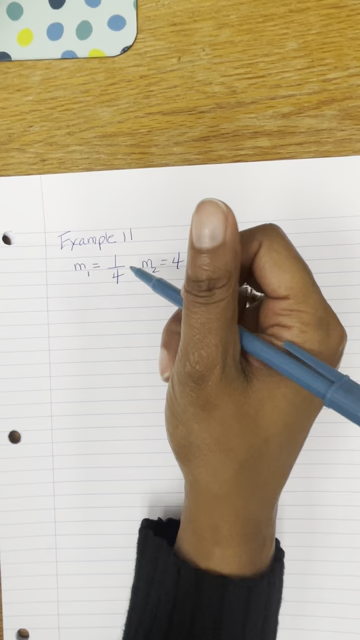 Example 11
m₁ = 1/4 m₂ = 4